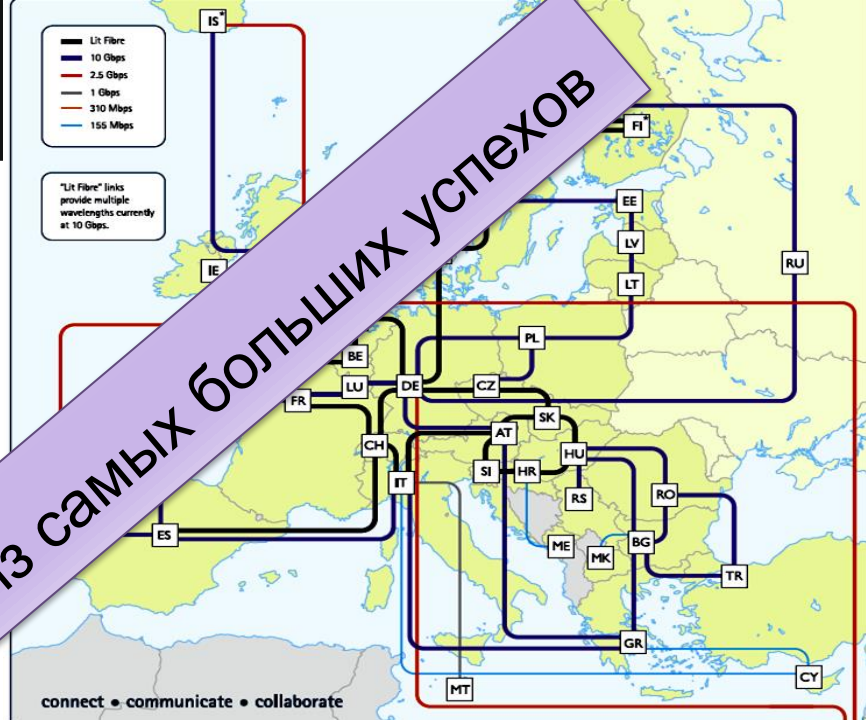 IS*
Lit Fibre
10 Gbps
2.5 Gbps
1 Gbps
310 Mbps
155 Mbps
"Lit Fibre" links
provide multiple
wavelengths currently
at 10 Gbps.
из самых больших успехов
FI*
EE
LV
IE
RU
LT
PL
BE
LU
DE
CZ
FR
SK
AT
CH
HU
SI
HR
IT
RS
RO
ES
ME
MK
BG
TR
GR
CY
MT
connect • communicate • collaborate